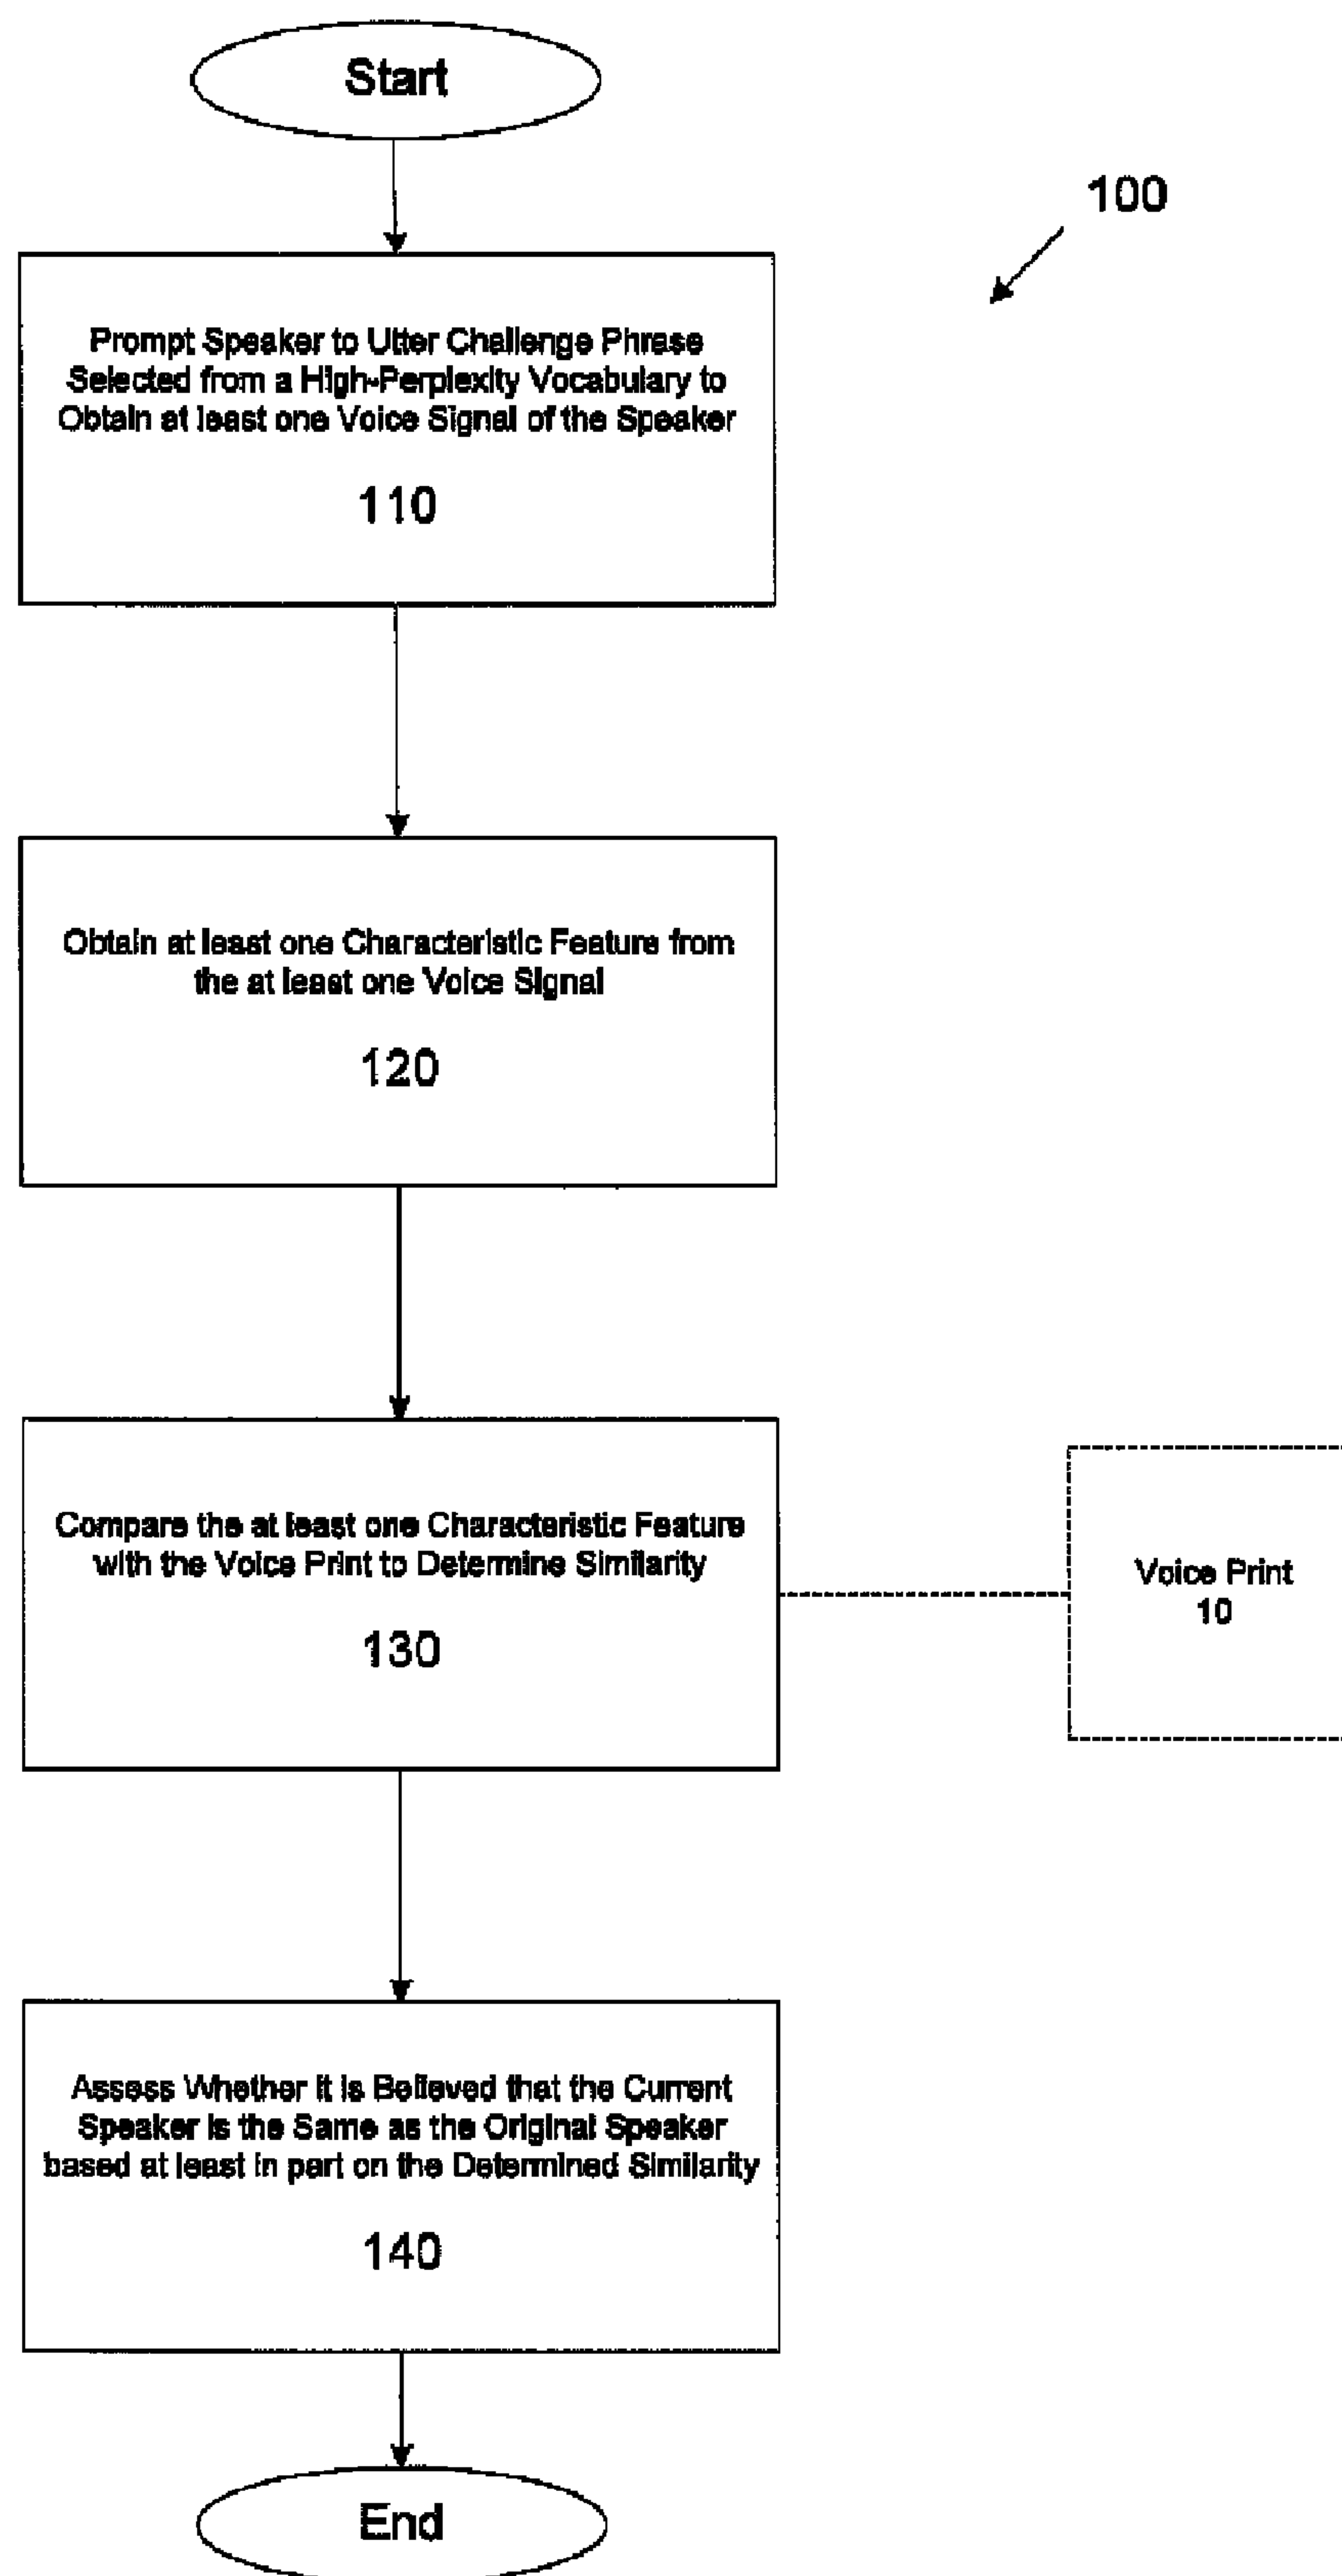 Start
100
Prompt Speaker to Utter Challenge Phrase
Selected from a High-Perplexity Vocabulary to
Obtain at least one Voice Signal of the Speaker
110
Obtain at least one Characteristic Feature from
the at least one Voice Signal
120
Compare the at least one Characteristic Feature
with the Voice Print to Determine Similarity
130
Voice Print
10
Assess Whether it is Believed that the Current
Speaker is the Same as the Original Speaker
based at least in part on the Determined Similarity
140
End